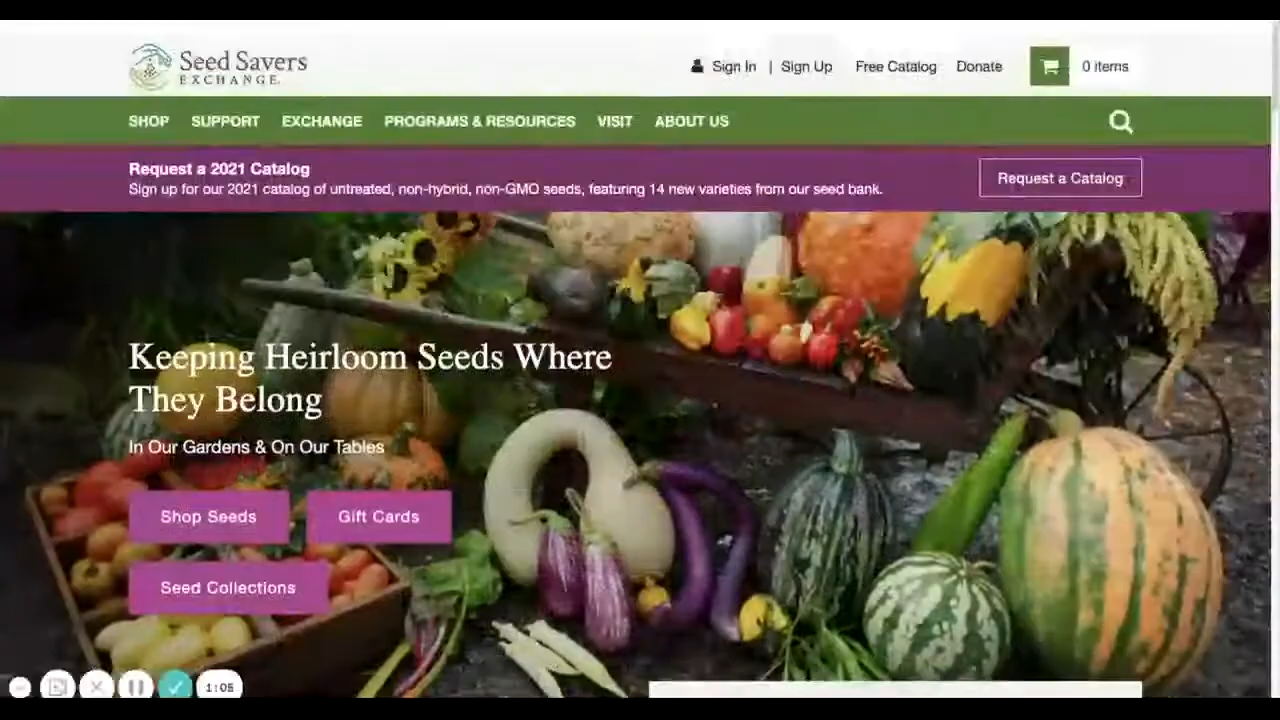 Seed Savers
EXCHANGE
Sign In | Sign Up Free Catalog Donate 0 items
SHOP SUPPORT EXCHANGE PROGRAMS & RESOURCES VISIT ABOUT US
Request a 2021 Catalog
Sign up for our 2021 catalog of untreated, non-hybrid, non-GMO seeds, featuring 14 new varieties from our seed bank.
Request a Catalog
Keeping Heirloom Seeds Where
They Belong
In Our Gardens & On Our Tables
Shop Seeds Gift Cards
Seed Collections
1:05